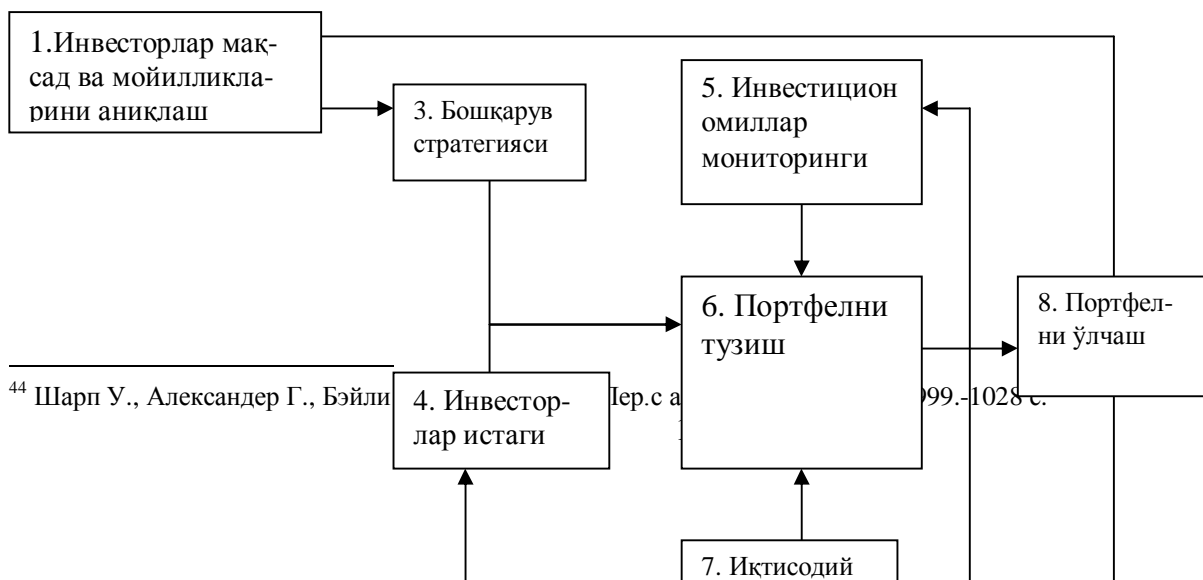 1.Инвесторлар мақ-
сад ва мойилликла-
рини аниқлаш
3. Бошқарув
стратегияси
5. Инвестицион
омиллар
мониторинги
6. Портфелни
тузиш
8. Портфел-
ни ўлчаш
44 Шарп У., Александер Г., Бэйли 999.-1028 с.
4. Инвестор-
лар истаги
7. Иқтисодий